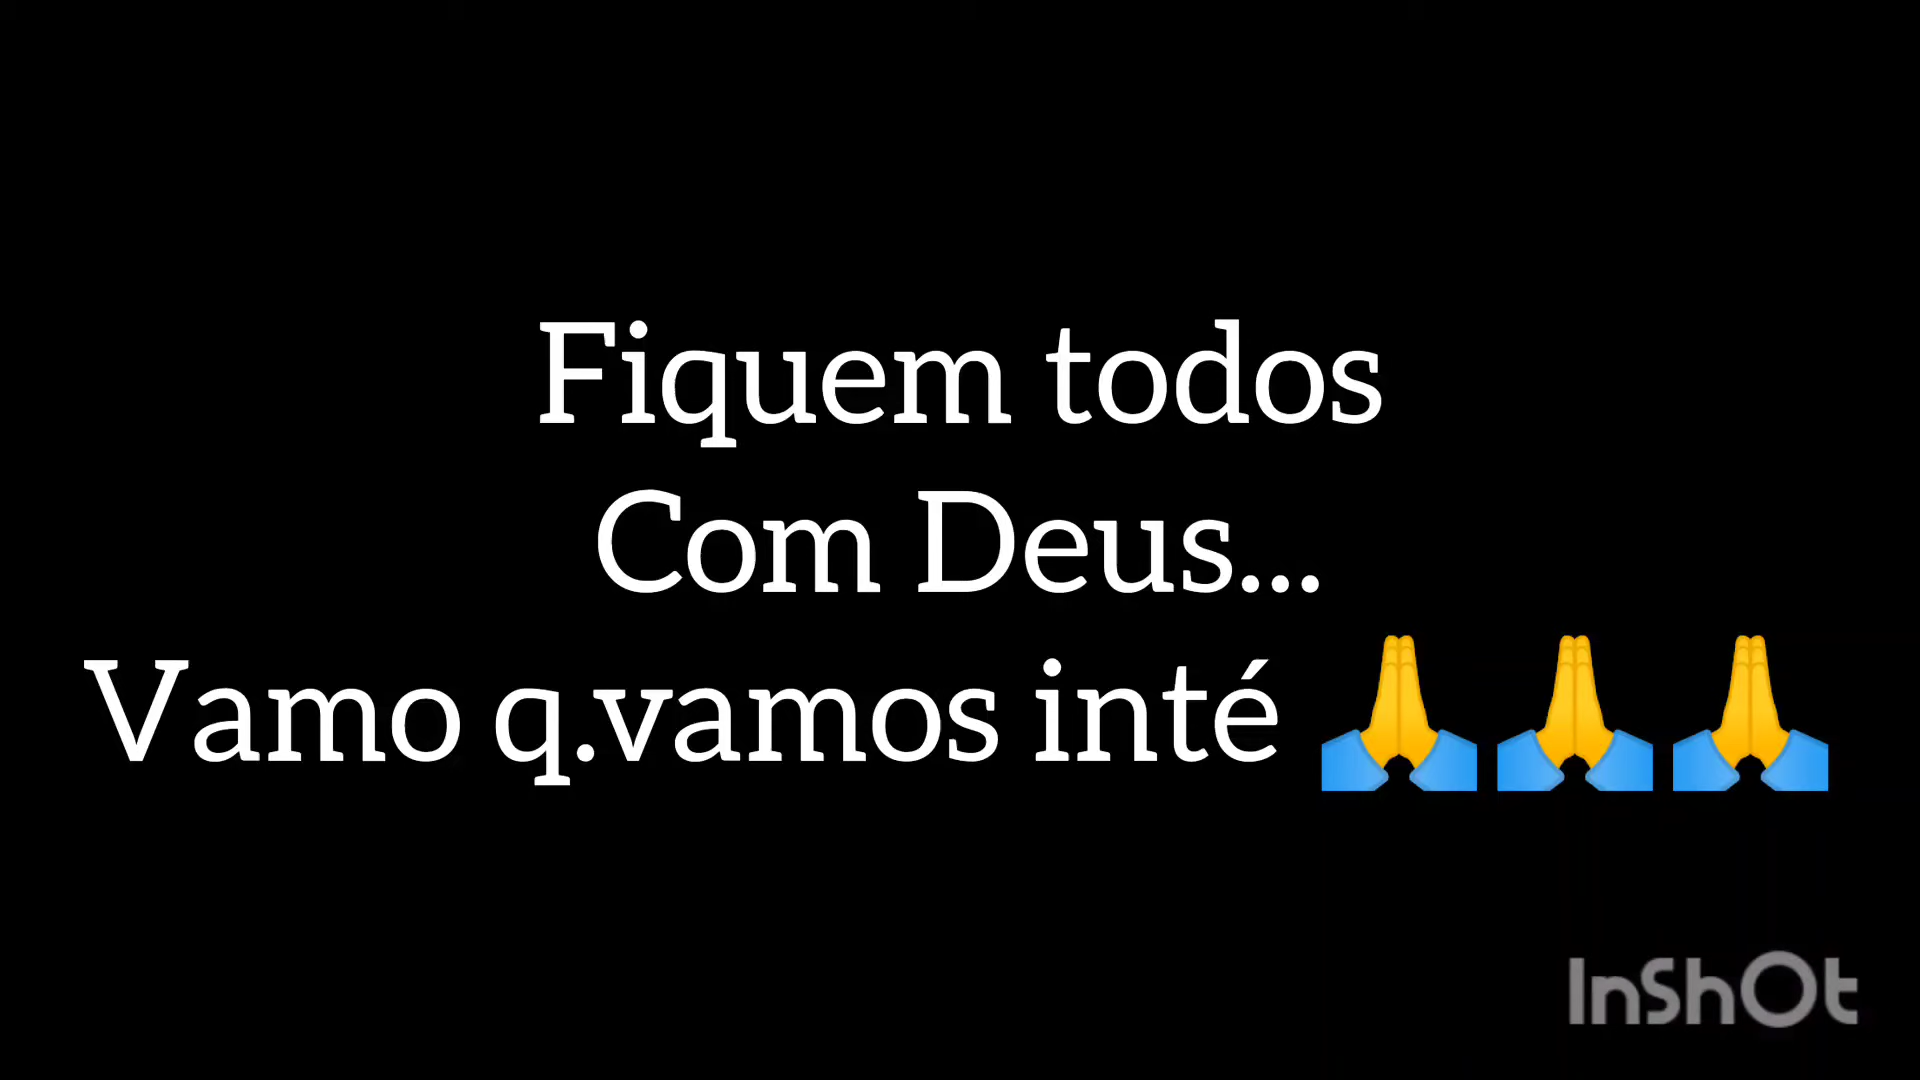 Fiquem todos
Com Deus...
Vamo q.vamos inté 🙏🙏🙏
InShOt